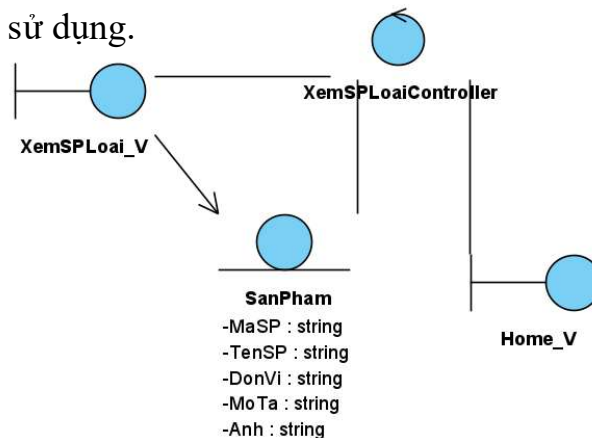 sử dụng.
XemSPLoaiController
XemSPLoai_V
SanPham
-MaSP : string
-TenSP : string
-DonVi : string
-MoTa : string
-Anh : string
Home_V